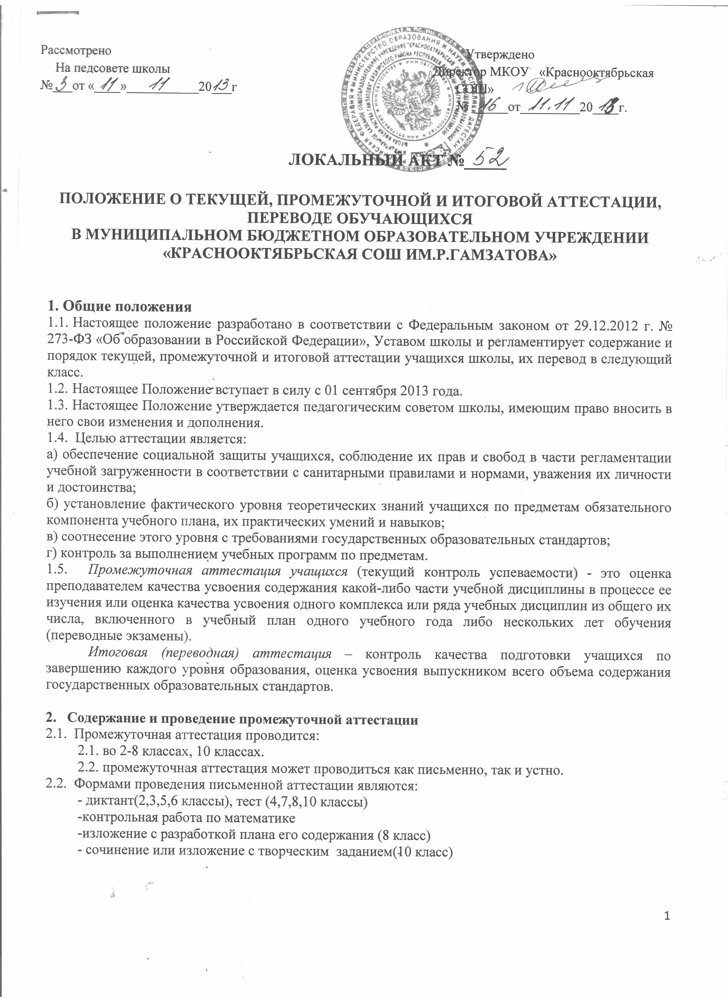 Рассмотрено
На педсовете школы
№ 3 от « 11 » 11 2013 г
Утверждено
Директор МКОУ «Краснооктябрьская
СОШ»
№ 16 от 11.11 2013 г.
ЛОКАЛЬНЫЙ АКТ № 52
ПОЛОЖЕНИЕ О ТЕКУЩЕЙ, ПРОМЕЖУТОЧНОЙ И ИТОГОВОЙ АТТЕСТАЦИИ,
ПЕРЕВОДЕ ОБУЧАЮЩИХСЯ
В МУНИЦИПАЛЬНОМ БЮДЖЕТНОМ ОБРАЗОВАТЕЛЬНОМ УЧРЕЖДЕНИИ
«КРАСНООКТЯБРЬСКАЯ СОШ ИМ.Р.ГАМЗАТОВА»
1. Общие положения
1.1. Настоящее положение разработано в соответствии с Федеральным законом от 29.12.2012 г. №
273-ФЗ «Об образовании в Российской Федерации», Уставом школы и регламентирует содержание и
порядок текущей, промежуточной и итоговой аттестации учащихся школы, их перевод в следующий
класс.
1.2. Настоящее Положение вступает в силу с 01 сентября 2013 года.
1.3. Настоящее Положение утверждается педагогическим советом школы, имеющим право вносить в
него свои изменения и дополнения.
1.4. Целью аттестации является:
а) обеспечение социальной защиты учащихся, соблюдение их прав и свобод в части регламентации
учебной загруженности в соответствии с санитарными правилами и нормами, уважения их личности
и достоинства;
б) установление фактического уровня теоретических знаний учащихся по предметам обязательного
компонента учебного плана, их практических умений и навыков;
в) соотнесение этого уровня с требованиями государственных образовательных стандартов;
г) контроль за выполнением учебных программ по предметам.
1.5. Промежуточная аттестация учащихся (текущий контроль успеваемости) - это оценка
преподавателем качества усвоения содержания какой-либо части учебной дисциплины в процессе ее
изучения или оценка качества усвоения одного комплекса или ряда учебных дисциплин из общего их
числа, включенного в учебный план одного учебного года либо нескольких лет обучения
(переводные экзамены).
Итоговая (переводная) аттестация – контроль качества подготовки учащихся по
завершению каждого уровня образования, оценка усвоения выпускником всего объема содержания
государственных образовательных стандартов.
2. Содержание и проведение промежуточной аттестации
2.1. Промежуточная аттестация проводится:
2.1. во 2-8 классах, 10 классах.
2.2. промежуточная аттестация может проводиться как письменно, так и устно.
2.2. Формами проведения письменной аттестации являются:
- диктант(2,3,5,6 классы), тест (4,7,8,10 классы)
-контрольная работа по математике
-изложение с разработкой плана его содержания (8 класс)
- сочинение или изложение с творческим заданием(10 класс)
1